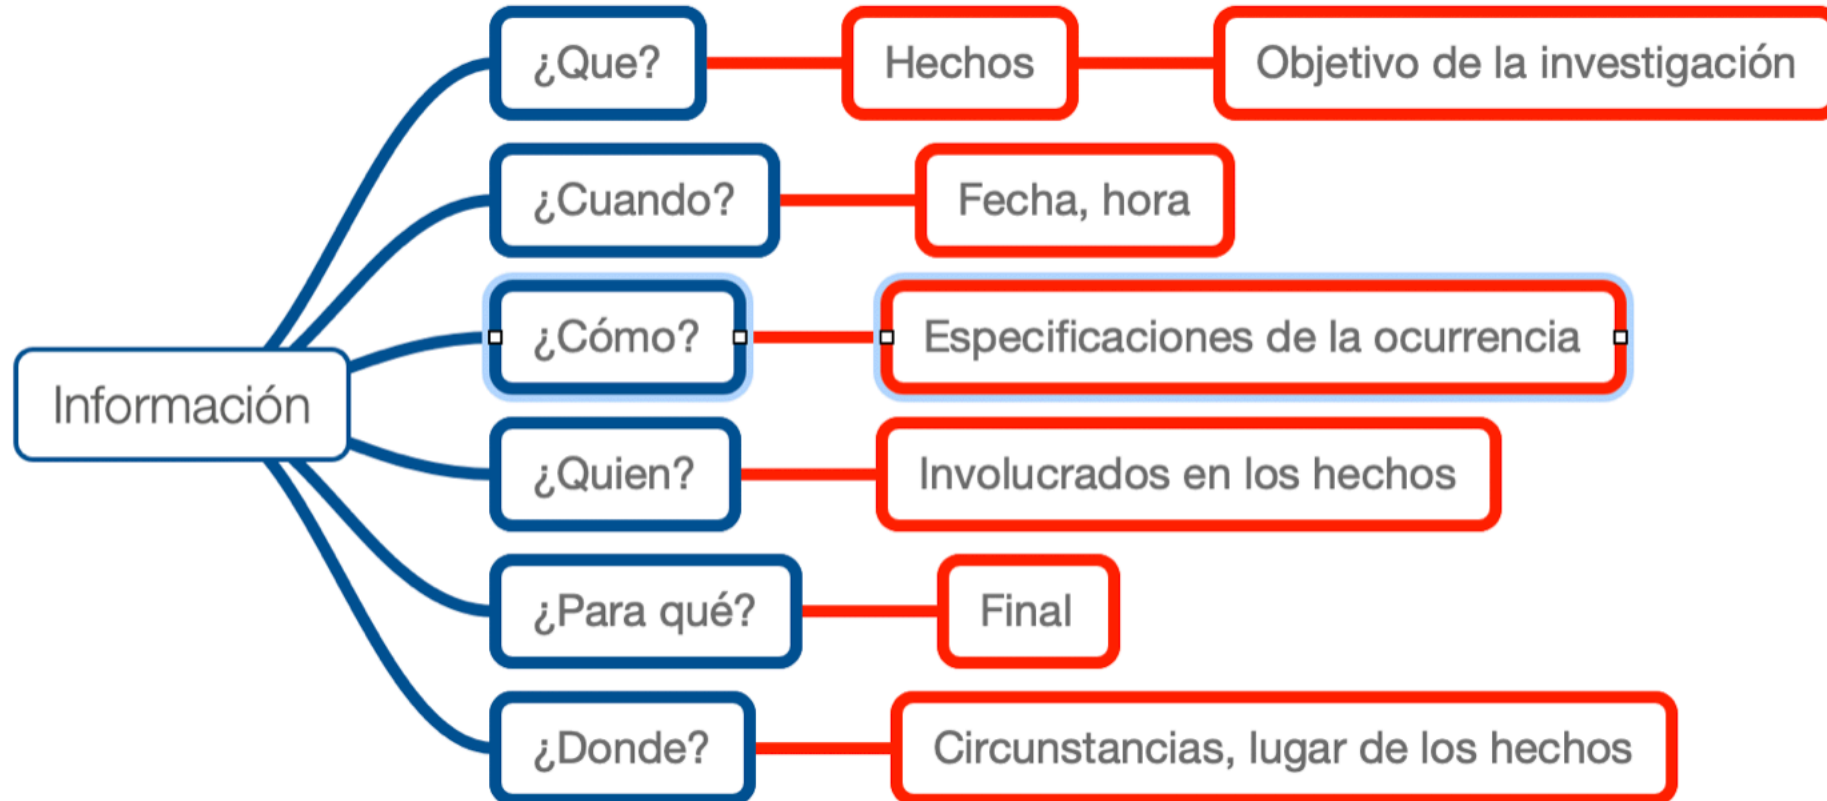 ¿Que?
Hechos
Objetivo de la investigación
¿Cuando?
Fecha, hora
¿Cómo?
Especificaciones de la ocurrencia
Información
¿Quien?
Involucrados en los hechos
¿Para qué?
Final
¿Donde?
Circunstancias, lugar de los hechos